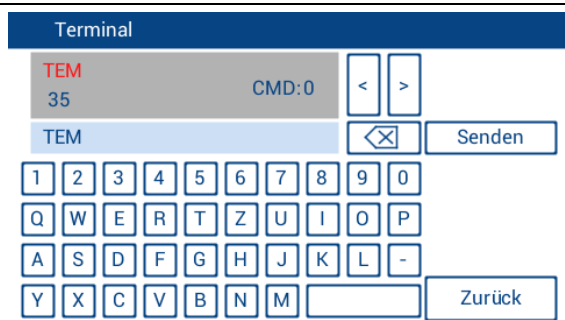 Terminal
TEM
35 CMD:0 < >
TEM Senden
1 2 3 4 5 6 7 8 9 0
Q W E R T Z U I O P
A S D F G H J K L -
Y X C V B N M Zurück